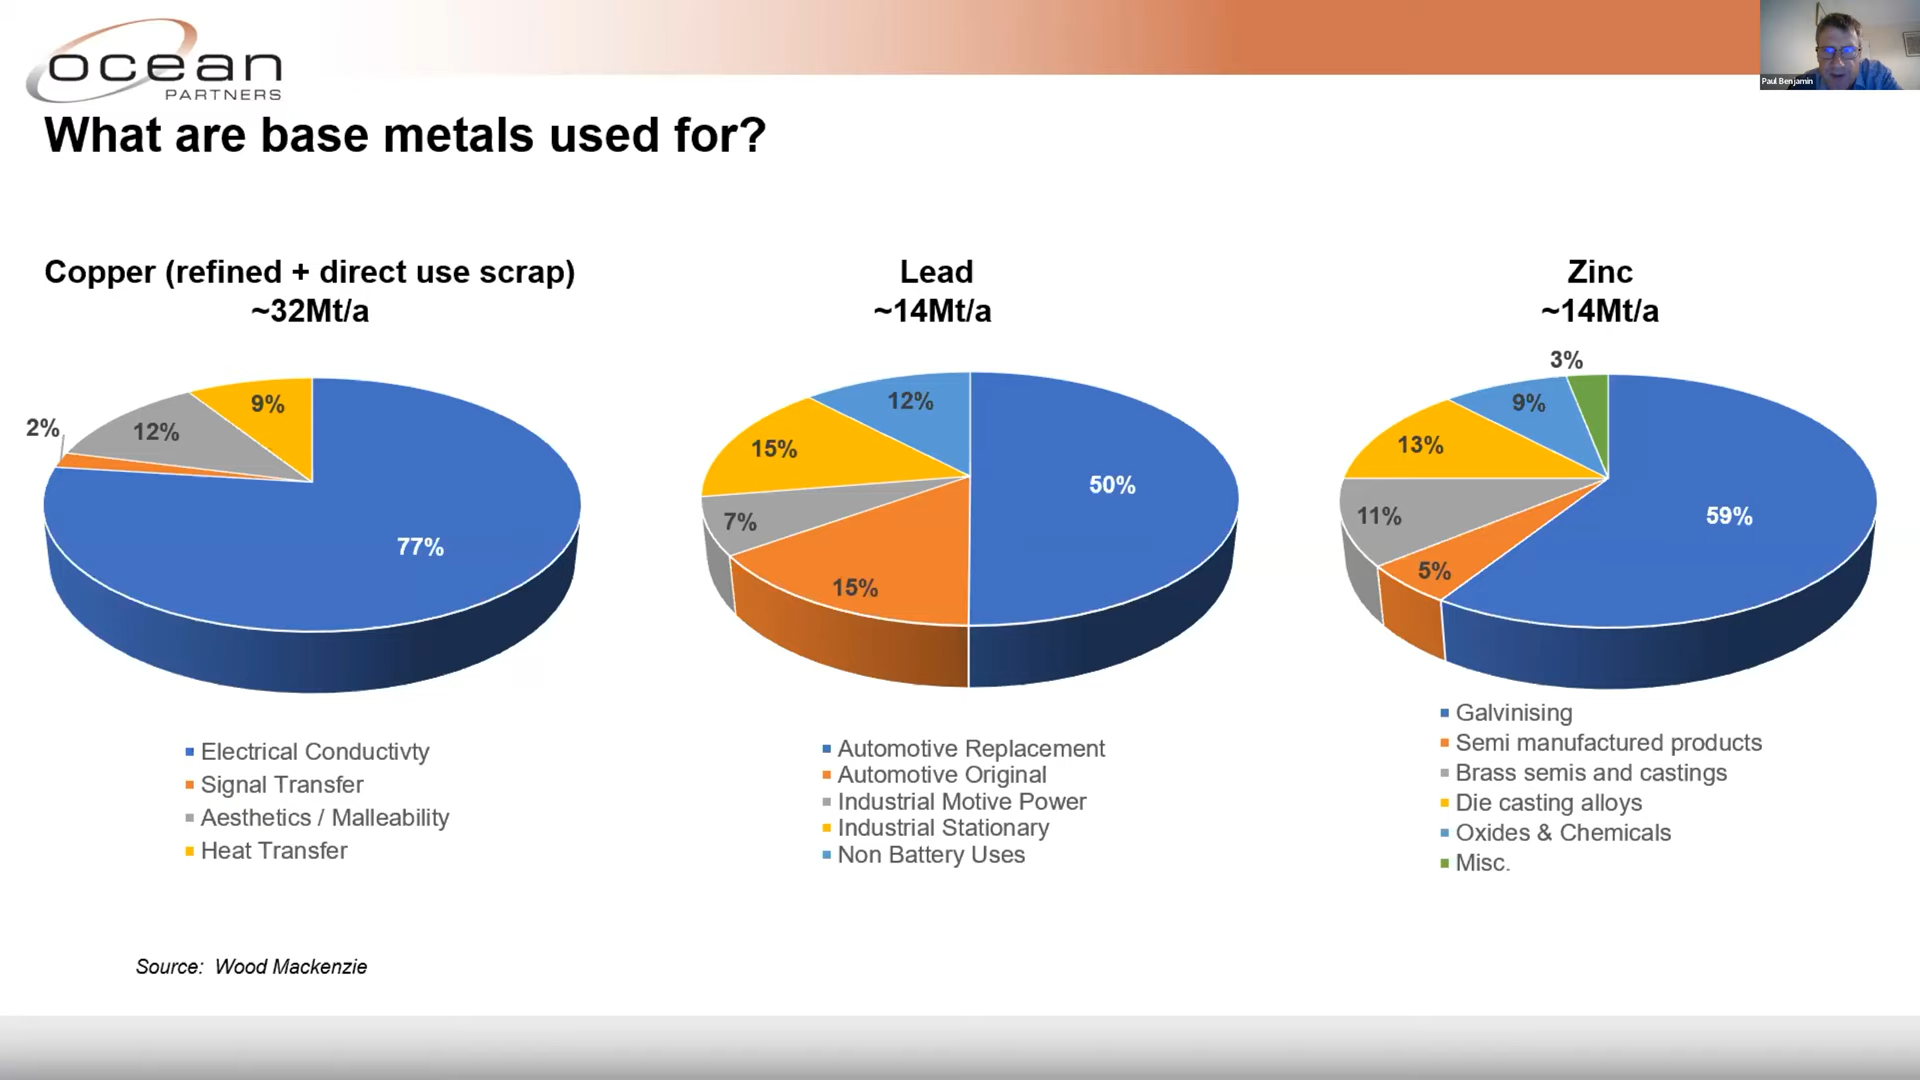 ocean
PARTNERS
Paul Benjamin
What are base metals used for?
Copper (refined + direct use scrap)
~32Mt/a
2%
12%
9%
77%
Electrical Conductivty
Signal Transfer
Aesthetics / Malleability
Heat Transfer
Lead
~14Mt/a
12%
15%
50%
7%
15%
Automotive Replacement
Automotive Original
Industrial Motive Power
Industrial Stationary
Non Battery Uses
Zinc
~14Mt/a
3%
9%
13%
59%
11%
5%
Galvinising
Semi manufactured products
Brass semis and castings
Die casting alloys
Oxides & Chemicals
Misc.
Source: Wood Mackenzie